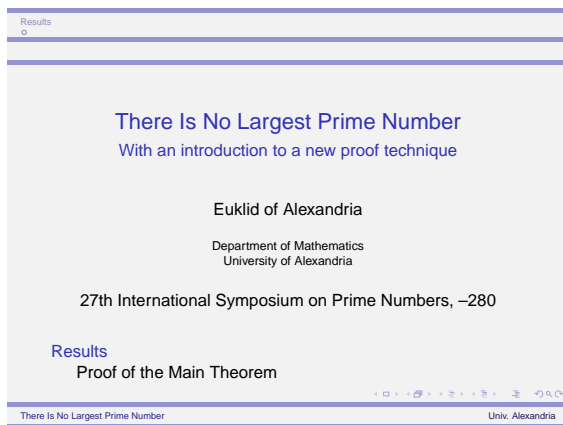 Results
There Is No Largest Prime Number
With an introduction to a new proof technique
Euklid of Alexandria
Department of Mathematics
University of Alexandria
27th International Symposium on Prime Numbers, –280
Results
Proof of the Main Theorem
There Is No Largest Prime Number Univ. Alexandria